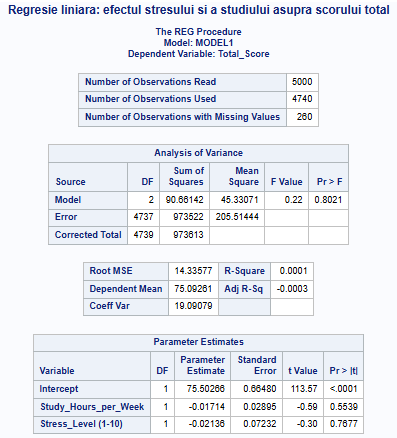 Regresie liniara: efectul stresului si a studiului asupra scorului total
The REG Procedure
Model: MODEL1
Dependent Variable: Total_Score
Number of Observations Read 5000
Number of Observations Used 4740
Number of Observations with Missing Values 260
Analysis of Variance
Source DF Sum of Squares Mean Square F Value Pr > F
Model 2 90.66142 45.33071 0.22 0.8021
Error 4737 973522 205.51444
Corrected Total 4739 973613
Root MSE 14.33577 R-Square 0.0001
Dependent Mean 75.09261 Adj R-Sq -0.0003
Coeff Var 19.09079
Parameter Estimates
Variable DF Parameter Estimate Standard Error t Value Pr > |t|
Intercept 1 75.50266 0.66480 113.57 <.0001
Study_Hours_per_Week 1 -0.01714 0.02895 -0.59 0.5539
Stress_Level (1-10) 1 -0.02136 0.07232 -0.30 0.7677